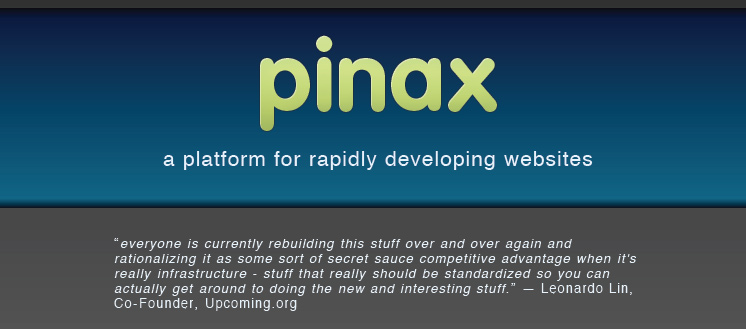 pinax
a platform for rapidly developing websites
“everyone is currently rebuilding this stuff over and over again and
rationalizing it as some sort of secret sauce competitive advantage when it's
really infrastructure - stuff that really should be standardized so you can
actually get around to doing the new and interesting stuff.” — Leonardo Lin,
Co-Founder, Upcoming.org